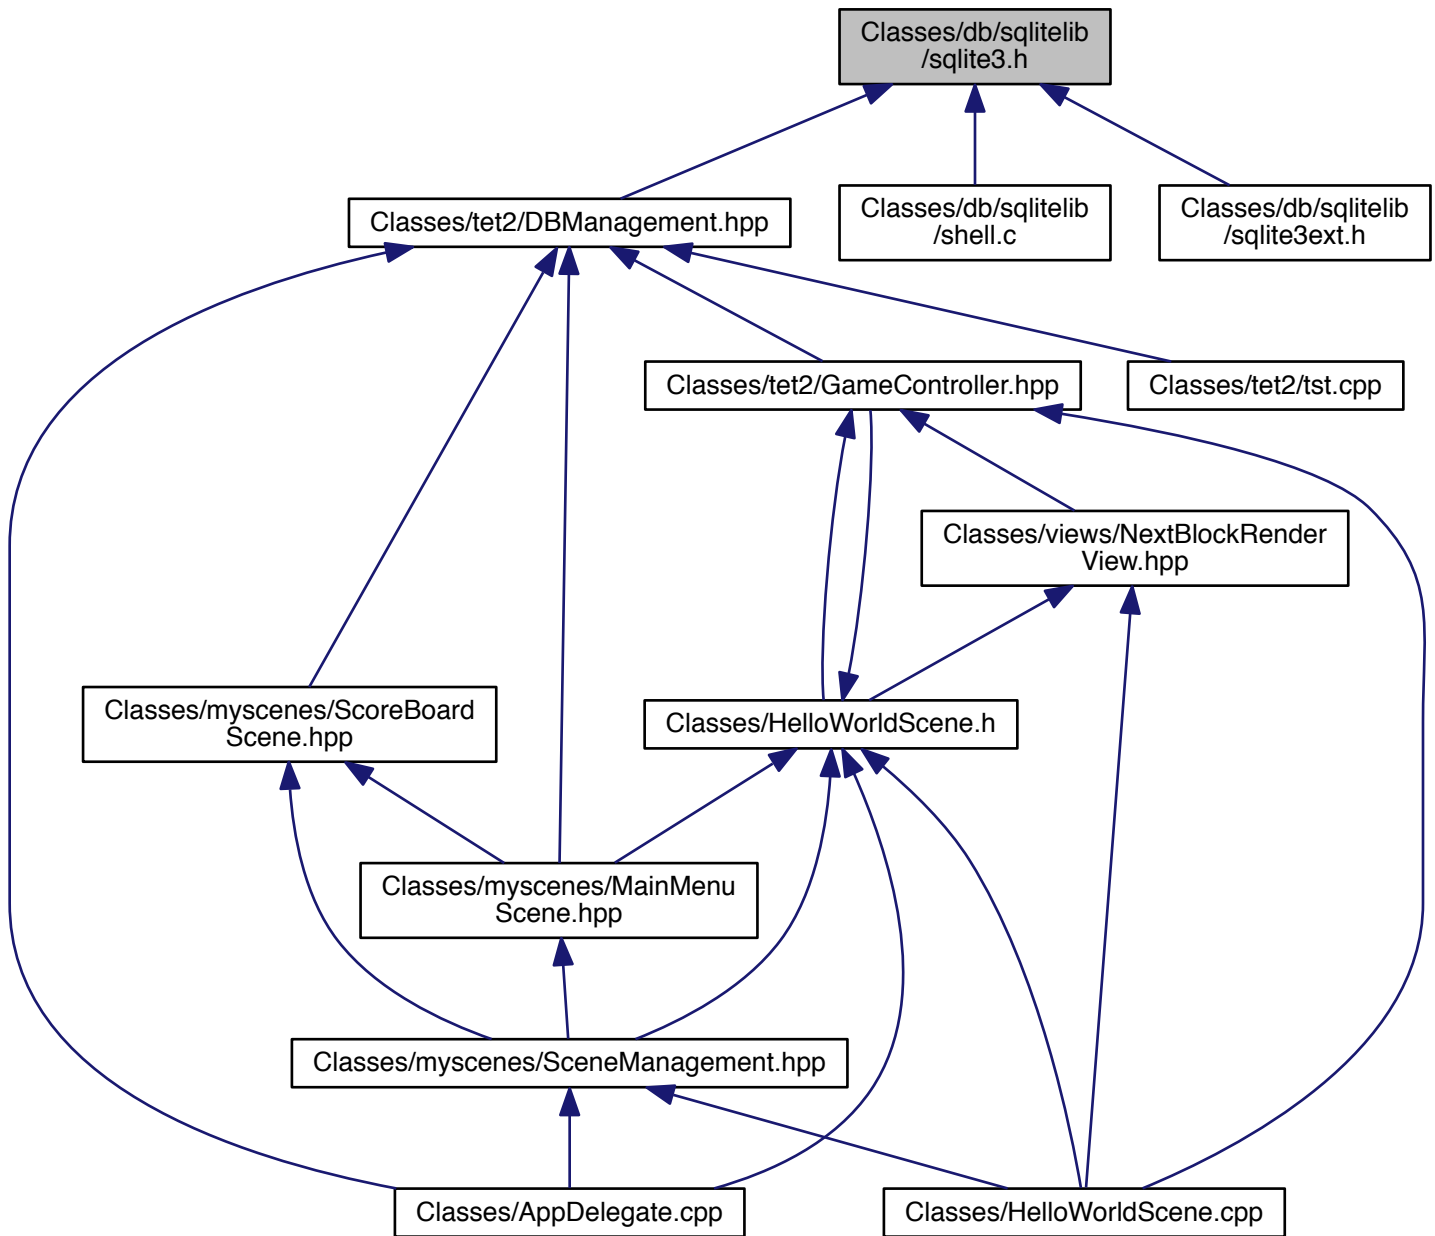 Classes/db/sqlitelib
/sqlite3.h
Classes/tet2/DBManagement.hpp
Classes/db/sqlitelib
/shell.c
Classes/db/sqlitelib
/sqlite3ext.h
Classes/tet2/GameController.hpp
Classes/tet2/tst.cpp
Classes/views/NextBlockRender
View.hpp
Classes/myscenes/ScoreBoard
Scene.hpp
Classes/HelloWorldScene.h
Classes/myscenes/MainMenu
Scene.hpp
Classes/myscenes/SceneManagement.hpp
Classes/AppDelegate.cpp
Classes/HelloWorldScene.cpp